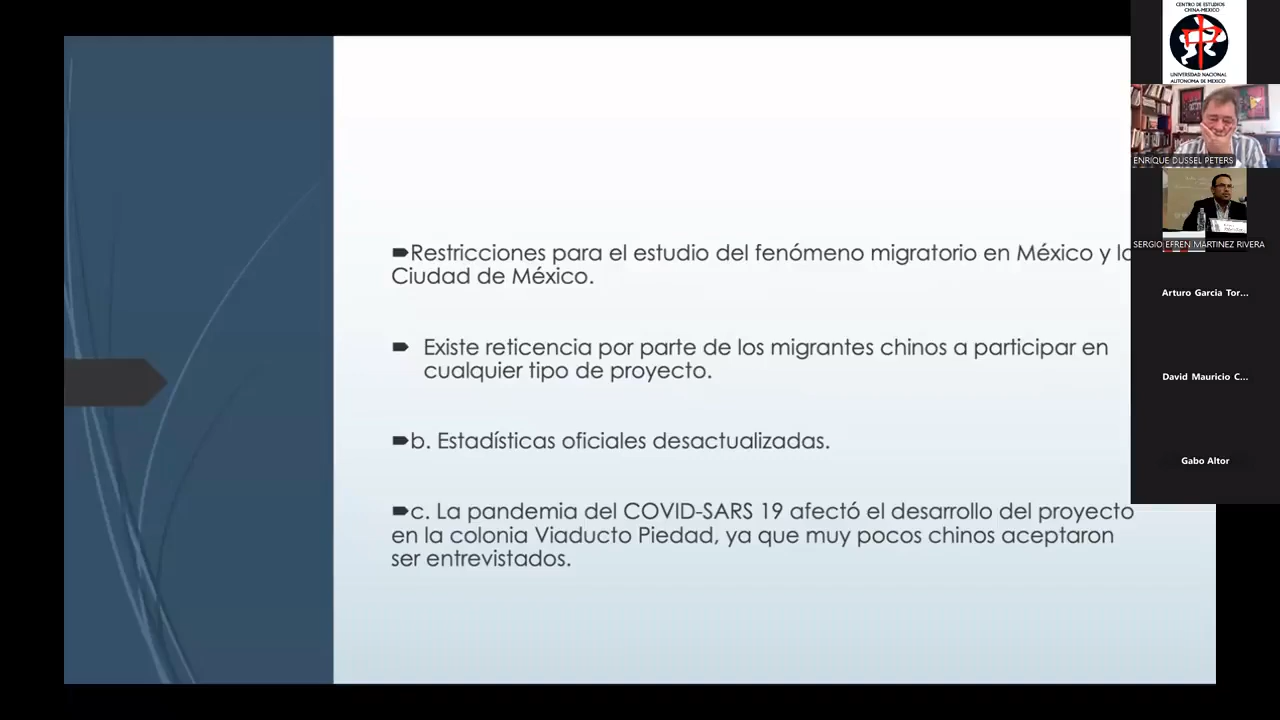 Restricciones para el estudio del fenómeno migratorio en México y la
Ciudad de México.
Existe reticencia por parte de los migrantes chinos a participar en
cualquier tipo de proyecto.
b. Estadísticas oficiales desactualizadas.
c. La pandemia del COVID-SARS 19 afectó el desarrollo del proyecto
en la colonia Viaducto Piedad, ya que muy pocos chinos aceptaron
ser entrevistados.
CENTRO DE ESTUDIOS
CHINA-MEXICO
UNIVERSIDAD NACIONAL
AUTONOMA DE MEXICO
ENRIQUE DUSSEL PETERS
SERGIO EFREN MARTINEZ RIVERA
Arturo Garcia Tor...
David Mauricio C...
Gabo Altor